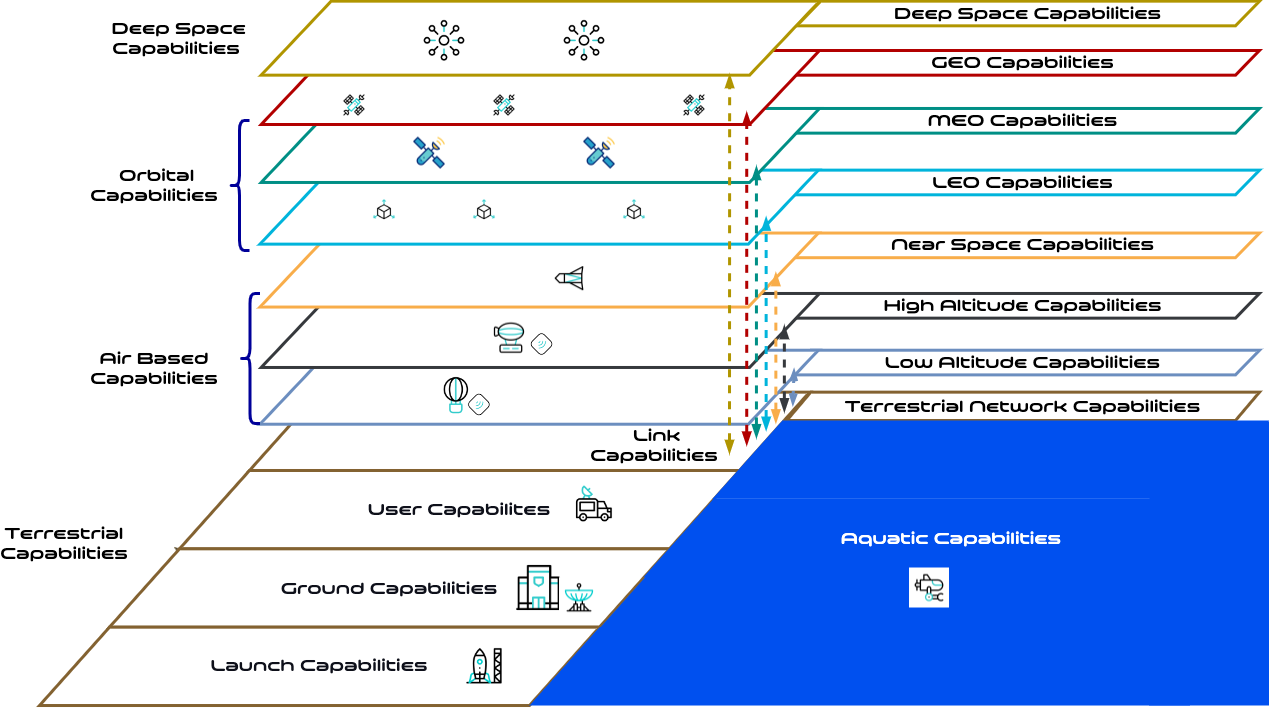 Deep Space
Capabilities
Deep Space Capabilities
GEO Capabilities
MEO Capabilities
Orbital
Capabilities
LEO Capabilities
Near Space Capabilities
High Altitude Capabilities
Air Based
Capabilities
Low Altitude Capabilities
Terrestrial Network Capabilities
Link
Capabilities
User Capabilites
Terrestrial
Capabilities
Aquatic Capabilities
Ground Capabilities
Launch Capabilities